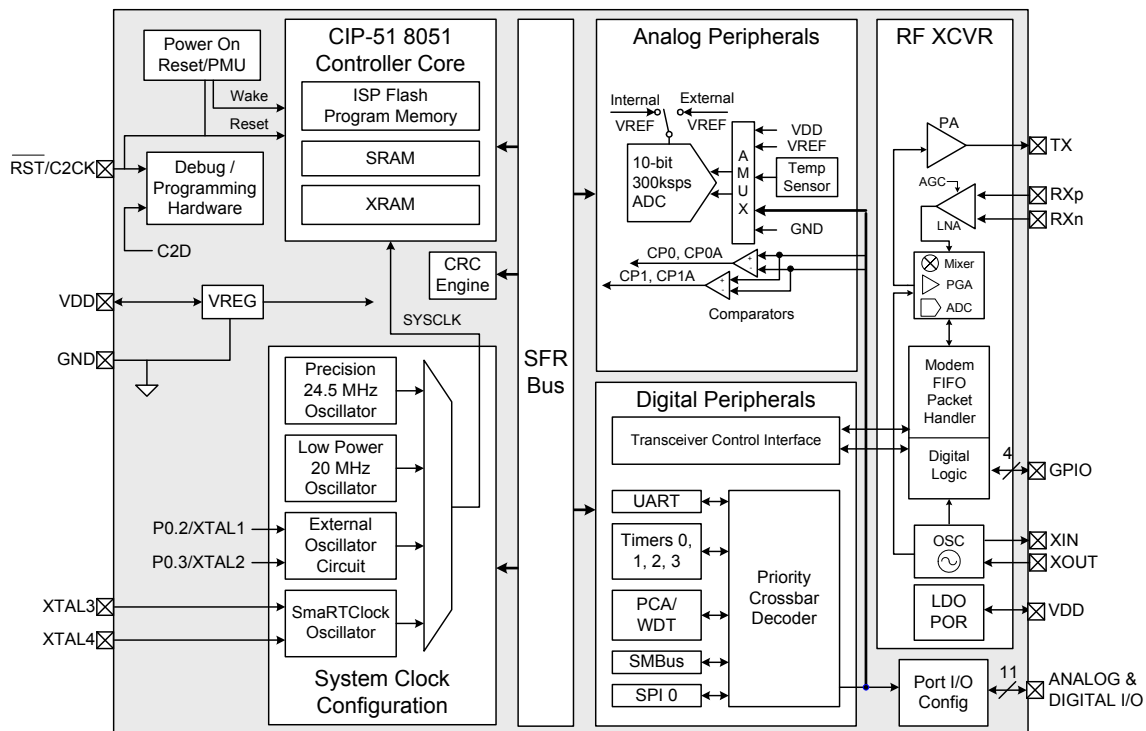 Power On
Reset/PMU
Wake
Reset
RST/C2CK
Debug /
Programming
Hardware
C2D
VDD
VREG
GND
CIP-51 8051
Controller Core
ISP Flash
Program Memory
SRAM
XRAM
CRC
Engine
SYSCLK
Precision
24.5 MHz
Oscillator
Low Power
20 MHz
Oscillator
P0.2/XTAL1
P0.3/XTAL2
External
Oscillator
Circuit
XTAL3
XTAL4
SmaRTClock
Oscillator
System Clock
Configuration
SFR
Bus
Analog Peripherals
Internal
VREF
External
VREF
10-bit
300ksps
ADC
A
M
U
X
VDD
VREF
Temp
Sensor
GND
CP0, CP0A
+
-
CP1, CP1A
+
-
Comparators
Digital Peripherals
Transceiver Control Interface
UART
Timers 0,
1, 2, 3
PCA/
WDT
SMBus
SPI 0
Priority
Crossbar
Decoder
RF XCVR
PA
TX
AGC
LNA
RXp
RXn
Mixer
PGA
ADC
Modem
FIFO
Packet
Handler
Digital
Logic
4
GPIO
OSC
XIN
XOUT
LDO
POR
VDD
Port I/O
Config
11
ANALOG &
DIGITAL I/O